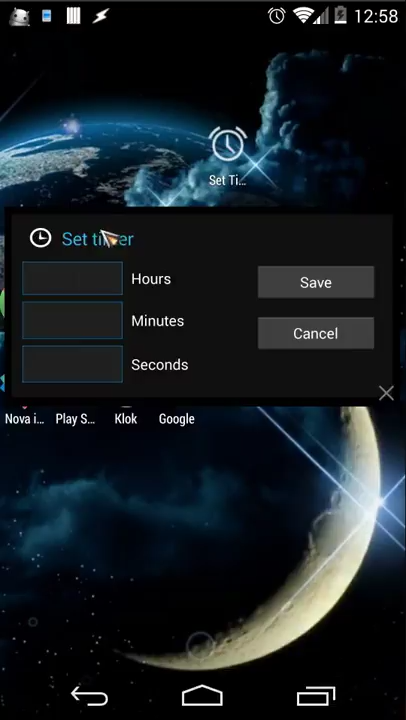 12:58
Set Ti...
Set timer
Hours
Save
Minutes
Cancel
Seconds
Nova i... Play S... Klok Google